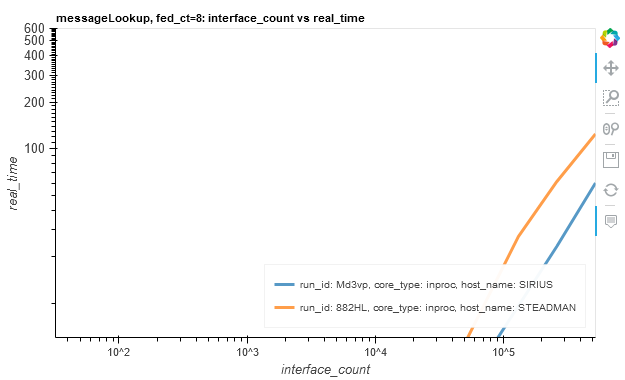 messageLookup, fed_ct=8: interface_count vs real_time
600
500
400
300
200
100
real_time
run_id: Md3vp, core_type: inproc, host_name: SIRIUS
run_id: 882HL, core_type: inproc, host_name: STEADMAN
10^2
10^3
10^4
10^5
interface_count